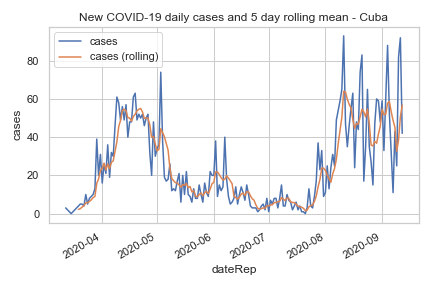 New COVID-19 daily cases and 5 day rolling mean - Cuba
cases
cases (rolling)
80
60
40
20
0
cases
2020-04
2020-05
2020-06
2020-07
2020-08
2020-09
dateRep